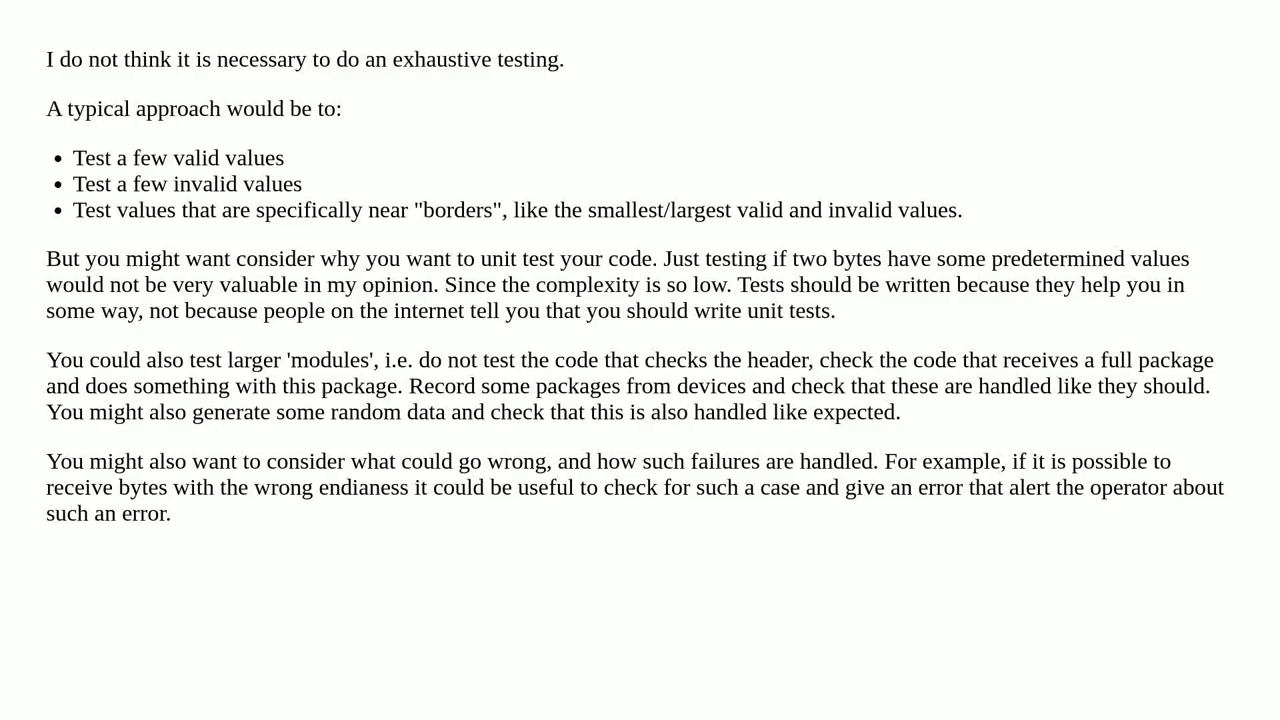 I do not think it is necessary to do an exhaustive testing.
A typical approach would be to:
• Test a few valid values
• Test a few invalid values
• Test values that are specifically near "borders", like the smallest/largest valid and invalid values.
But you might want consider why you want to unit test your code. Just testing if two bytes have some predetermined values
would not be very valuable in my opinion. Since the complexity is so low. Tests should be written because they help you in
some way, not because people on the internet tell you that you should write unit tests.
You could also test larger 'modules', i.e. do not test the code that checks the header, check the code that receives a full package
and does something with this package. Record some packages from devices and check that these are handled like they should.
You might also generate some random data and check that this is also handled like expected.
You might also want to consider what could go wrong, and how such failures are handled. For example, if it is possible to
receive bytes with the wrong endianess it could be useful to check for such a case and give an error that alert the operator about
such an error.